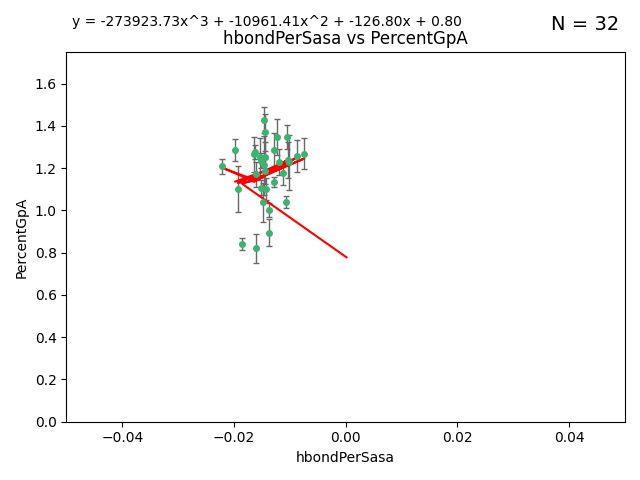 y = -273923.73x^3 + -10961.41x^2 + -126.80x + 0.80
N = 32
hbondPerSasa vs PercentGpA
PercentGpA
1.6
1.4
1.2
1.0
0.8
0.6
0.4
0.2
0.0
−0.04 −0.02 0.00 0.02 0.04
hbondPerSasa